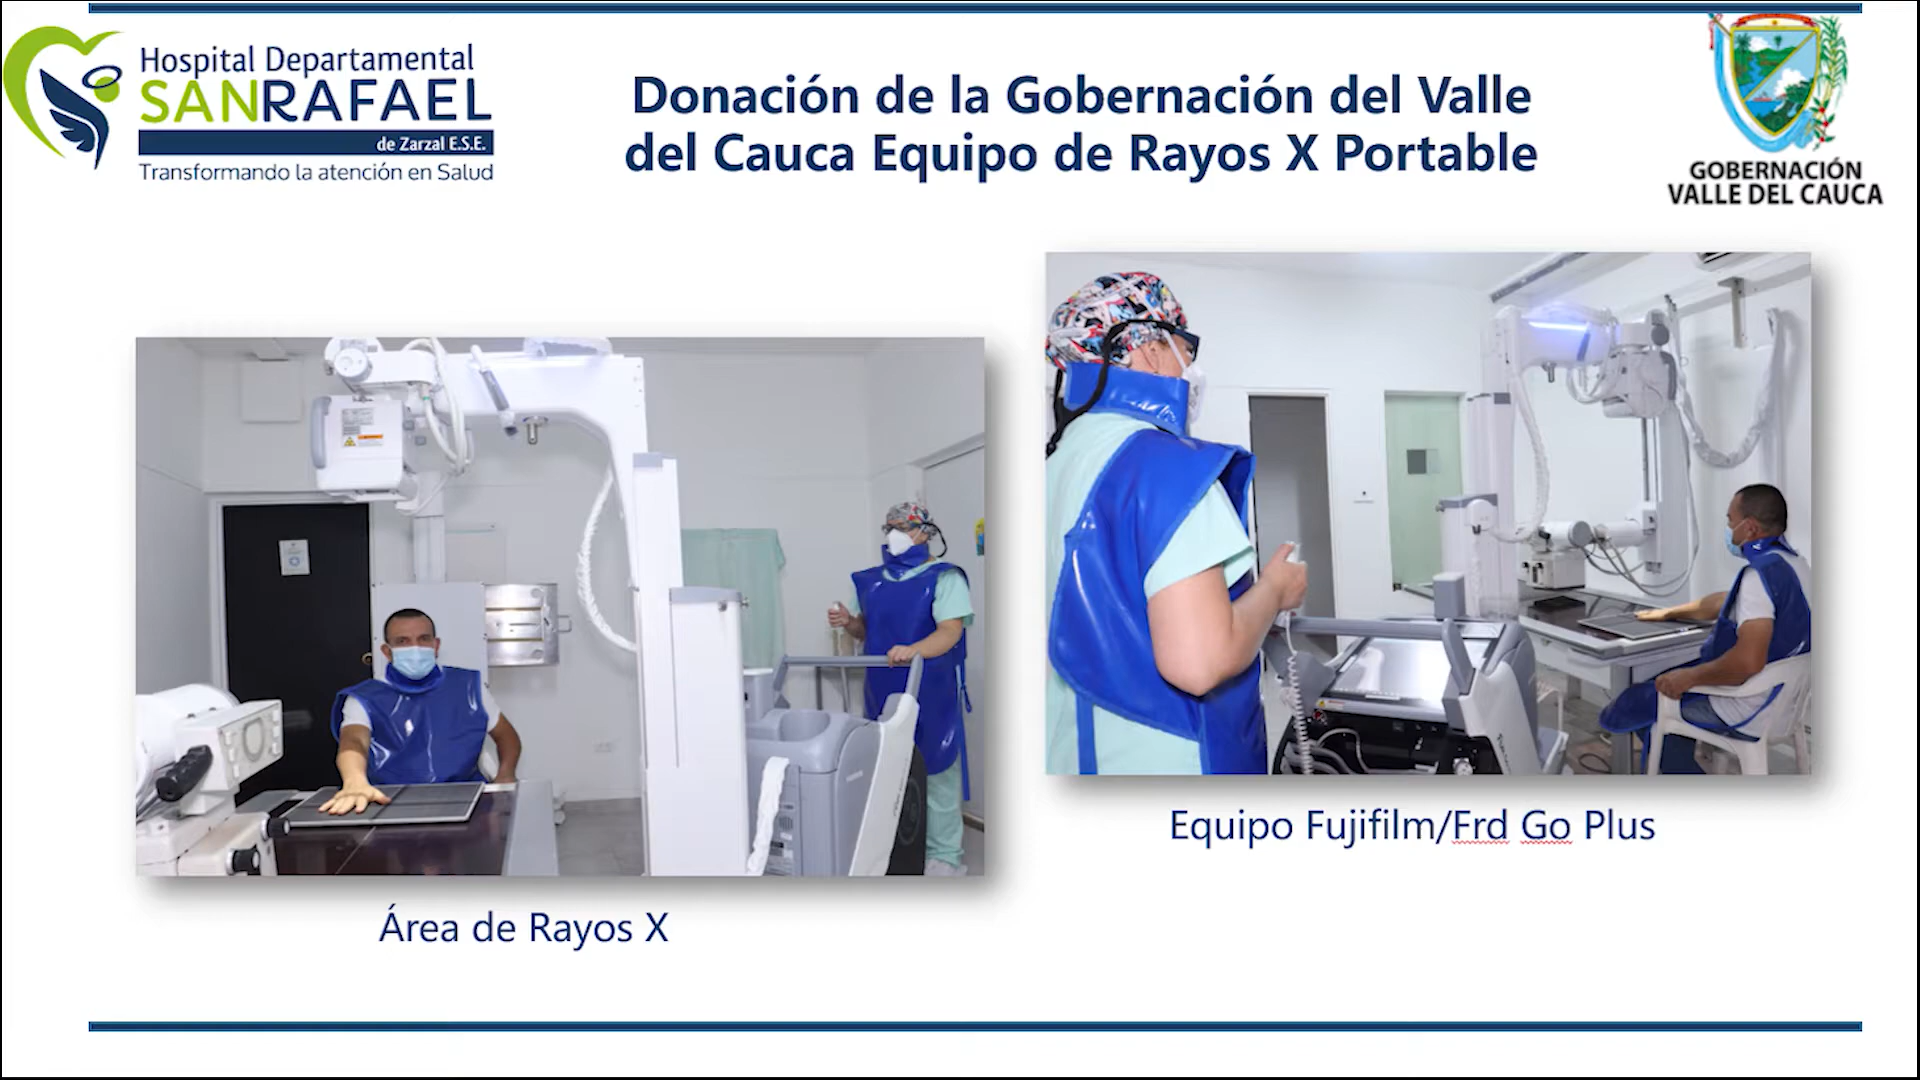 Hospital Departamental
SANRAFAEL
de Zarzal E.S.E.
Transformando la atención en Salud
Donación de la Gobernación del Valle
del Cauca Equipo de Rayos X Portable
GOBERNACIÓN
VALLE DEL CAUCA
Equipo Fujifilm/Frd Go Plus
Área de Rayos X